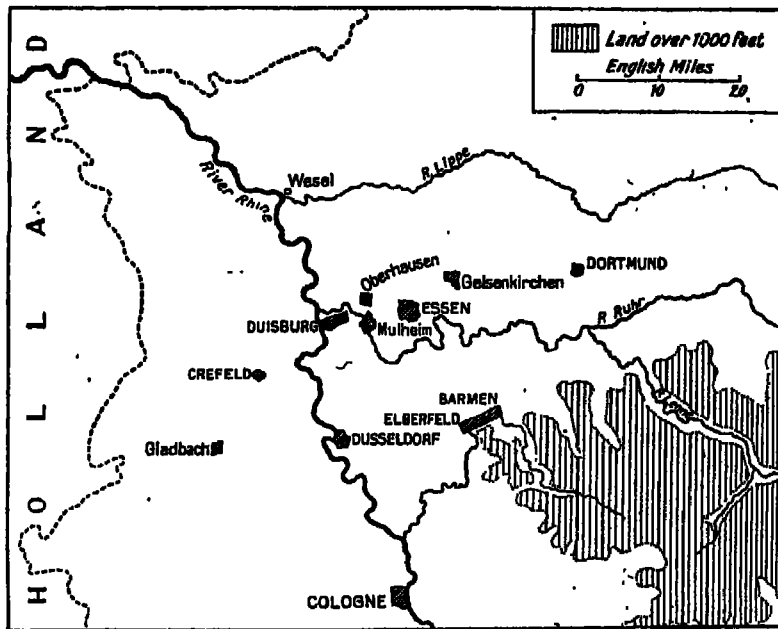 Land over 1000 Feet
English Miles
0 10 20
HOLLAND
River Rhine
Wesel
R. Lippe
Oberhausen
Gelsenkirchen
DORTMUND
ESSEN
DUISBURG
Mulheim
R. Ruhr
CREFELD
BARMEN
ELBERFELD
DUSSELDORF
Gladbach
COLOGNE